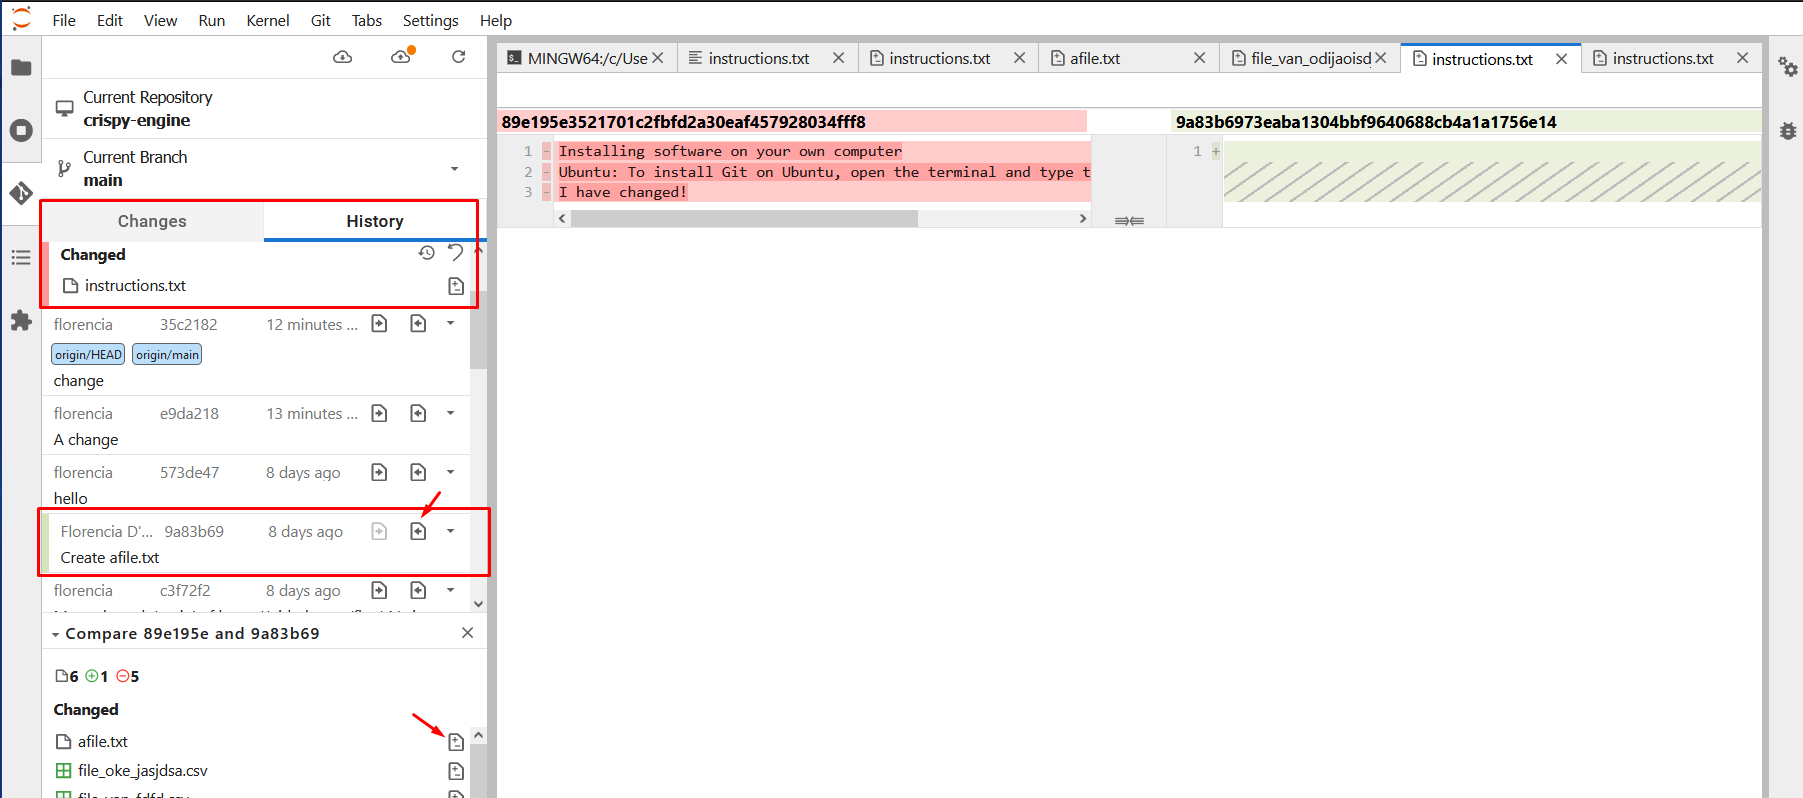 File Edit View Run Kernel Git Tabs Settings Help
MINGW64:/c/Use instructions.txt instructions.txt afile.txt file_van_odijaoisd instructions.txt instructions.txt
Current Repository
crispy-engine
Current Branch
main
Changes History
Changed
instructions.txt
florencia 35c2182 12 minutes ...
origin/HEAD origin/main
change
florencia e9da218 13 minutes ...
A change
florencia 573de47 8 days ago
hello
Florencia D'... 9a83b69 8 days ago
Create afile.txt
florencia c3f72f2 8 days ago
Compare 89e195e and 9a83b69
6 1 5
Changed
afile.txt
file_oke_jasjdsa.csv
89e195e3521701c2fbfd2a30eaf457928034fff8 9a83b6973eaba1304bbf9640688cb4a1a1756e14
1 - Installing software on your own computer 1 +
2 - Ubuntu: To install Git on Ubuntu, open the terminal and type t
3 - I have changed!